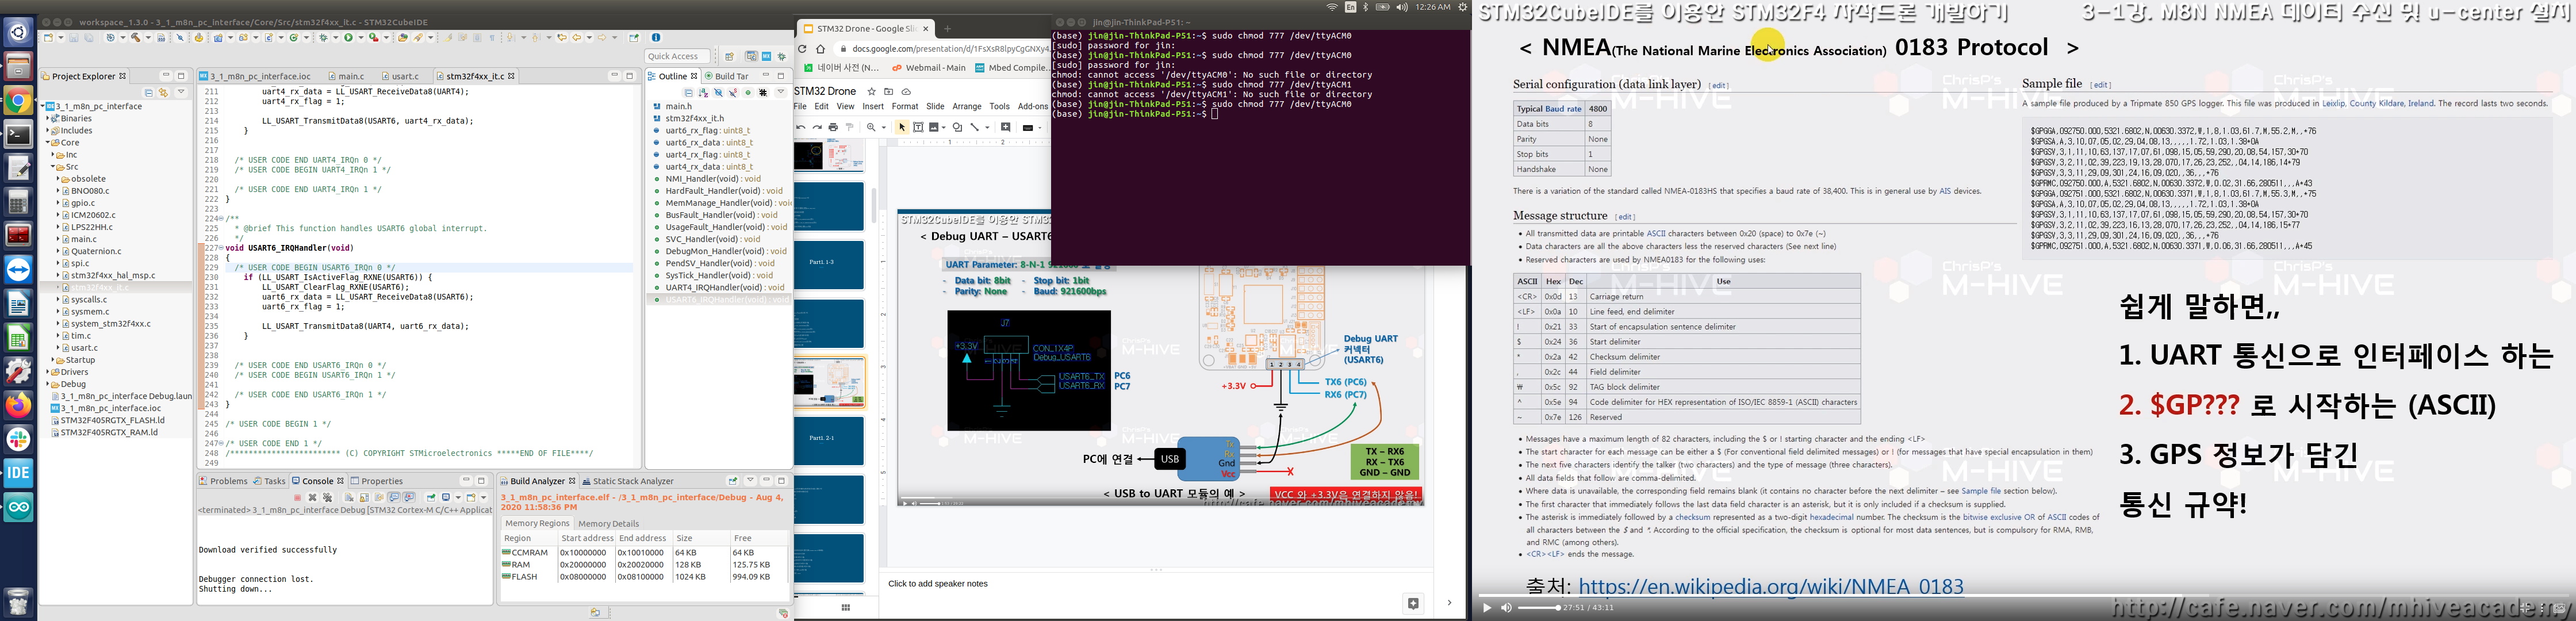 workspace_1.3.0 - 3_1_m8n_pc_interface/Core/Src/stm32f4xx_it.c - STM32CubeIDE
Quick Access
Project Explorer
3_1_m8n_pc_interface
Binaries
Includes
Core
Inc
Src
obsolete
BNO080.c
gpio.c
ICM20602.c
LPS22HH.c
main.c
Quaternion.c
spi.c
stm32f4xx_hal_msp.c
stm32f4xx_it.c
syscalls.c
sysmem.c
system_stm32f4xx.c
tim.c
usart.c
Startup
Drivers
Debug
3_1_m8n_pc_interface Debug.laun
3_1_m8n_pc_interface.ioc
STM32F405RGTX_FLASH.ld
STM32F405RGTX_RAM.ld
3_1_m8n_pc_interface.ioc main.c usart.c stm32f4xx_it.c
211 uart4_rx_data = LL_USART_ReceiveData8(UART4);
212 uart4_rx_flag = 1;
213
214 LL_USART_TransmitData8(USART6, uart4_rx_data);
215 }
216
217
218 /* USER CODE END UART4_IRQn 0 */
219 /* USER CODE BEGIN UART4_IRQn 1 */
220
221 /* USER CODE END UART4_IRQn 1 */
222 }
223
224 /**
225 * @brief This function handles USART6 global interrupt.
226 */
227 void USART6_IRQHandler(void)
228 {
229 /* USER CODE BEGIN USART6_IRQn 0 */
230 if (LL_USART_IsActiveFlag_RXNE(USART6)) {
231 LL_USART_ClearFlag_RXNE(USART6);
232 uart6_rx_data = LL_USART_ReceiveData8(USART6);
233 uart6_rx_flag = 1;
234
235 LL_USART_TransmitData8(UART4, uart6_rx_data);
236 }
237
238
239 /* USER CODE END USART6_IRQn 0 */
240 /* USER CODE BEGIN USART6_IRQn 1 */
241
242 /* USER CODE END USART6_IRQn 1 */
243 }
244
245 /* USER CODE BEGIN 1 */
246
247 /* USER CODE END 1 */
248 /************************ (C) COPYRIGHT STMicroelectronics *****END OF FILE****/
249
Outline Build Tar
main.h
stm32f4xx_it.h
uart6_rx_flag : uint8_t
uart6_rx_data : uint8_t
uart4_rx_flag : uint8_t
uart4_rx_data : uint8_t
NMI_Handler(void) : void
HardFault_Handler(void) : void
MemManage_Handler(void) : voi
BusFault_Handler(void) : void
UsageFault_Handler(void) : void
SVC_Handler(void) : void
DebugMon_Handler(void) : void
PendSV_Handler(void) : void
SysTick_Handler(void) : void
UART4_IRQHandler(void) : void
USART6_IRQHandler(void) : void
Problems Tasks Console Properties
<terminated> 3_1_m8n_pc_interface Debug [STM32 Cortex-M C/C++ Applicat
Download verified successfully
Debugger connection lost.
Shutting down...
Build Analyzer Static Stack Analyzer
3_1_m8n_pc_interface.elf - /3_1_m8n_pc_interface/Debug - Aug 4,
2020 11:58:36 PM
Memory Regions Memory Details
Region Start address End address Size Free
CCMRAM 0x10000000 0x10010000 64 KB 64 KB
RAM 0x20000000 0x20020000 128 KB 125.75 KB
FLASH 0x08000000 0x08100000 1024 KB 994.09 KB
IDE
En 12:26 AM
STM32 Drone - Google Sli
docs.google.com/presentation/d/1FsXsR8lpyCgGNXy4
네이버 사전 (N... Webmail - Main Mbed Compile...
STM32 Drone
File Edit View Insert Format Slide Arrange Tools Add-ons
Part1. 1-3
Part1. 2-1
STM32CubeIDE를 이용한 STM3
< Debug UART – USART6
UART Parameter: 8-N-1
- Data bit: 8bit - Stop bit: 1bit
- Parity: None - Baud: 921600bps
J7
+3.3V
CON_1X4P
Debug_USART6
USART6_TX PC6
USART6_RX PC7
Debug UART
커넥터
(USART6)
1 2 3 4
+3.3V
TX6 (PC6)
RX6 (PC7)
PC에 연결
USB
Tx
Rx
Gnd
Vcc
TX – RX6
RX – TX6
GND – GND
< USB to UART 모듈의 예 >
VCC 와 +3.3V은 연결하지 않음!
http://cafe.naver.com/mhiveacademy
Click to add speaker notes
jin@jin-ThinkPad-P51: ~
(base) jin@jin-ThinkPad-P51:~$ sudo chmod 777 /dev/ttyACM0
[sudo] password for jin:
(base) jin@jin-ThinkPad-P51:~$ sudo chmod 777 /dev/ttyACM0
[sudo] password for jin:
chmod: cannot access '/dev/ttyACM0': No such file or directory
(base) jin@jin-ThinkPad-P51:~$ sudo chmod 777 /dev/ttyACM1
chmod: cannot access '/dev/ttyACM1': No such file or directory
(base) jin@jin-ThinkPad-P51:~$ sudo chmod 777 /dev/ttyACM0
(base) jin@jin-ThinkPad-P51:~$
STM32CubeIDE를 이용한 STM32F4 자작드론 개발하기 3-1강. M8N NMEA 데이터 수신 및 u-center 설치
< NMEA(The National Marine Electronics Association) 0183 Protocol >
Serial configuration (data link layer) [edit]
Typical Baud rate 4800
Data bits 8
Parity None
Stop bits 1
Handshake None
There is a variation of the standard called NMEA-0183HS that specifies a baud rate of 38,400. This is in general use by AIS devices.
Message structure [edit]
• All transmitted data are printable ASCII characters between 0x20 (space) to 0x7e (~)
• Data characters are all the above characters less the reserved characters (See next line)
• Reserved characters are used by NMEA0183 for the following uses:
ASCII Hex Dec Use
<CR> 0x0d 13 Carriage return
<LF> 0x0a 10 Line feed, end delimiter
! 0x21 33 Start of encapsulation sentence delimiter
$ 0x24 36 Start delimiter
* 0x2a 42 Checksum delimiter
, 0x2c 44 Field delimiter
₩ 0x5c 92 TAG block delimiter
^ 0x5e 94 Code delimiter for HEX representation of ISO/IEC 8859-1 (ASCII) characters
~ 0x7e 126 Reserved
• Messages have a maximum length of 82 characters, including the $ or ! starting character and the ending <LF>
• The start character for each message can be either a $ (For conventional field delimited messages) or ! (for messages that have special encapsulation in them)
• The next five characters identify the talker (two characters) and the type of message (three characters).
• All data fields that follow are comma-delimited.
• Where data is unavailable, the corresponding field remains blank (it contains no character before the next delimiter – see Sample file section below).
• The first character that immediately follows the last data field character is an asterisk, but it is only included if a checksum is supplied.
• The asterisk is immediately followed by a checksum represented as a two-digit hexadecimal number. The checksum is the bitwise exclusive OR of ASCII codes of
all characters between the $ and *. According to the official specification, the checksum is optional for most data sentences, but is compulsory for RMA, RMB,
and RMC (among others).
• <CR><LF> ends the message.
출처: https://en.wikipedia.org/wiki/NMEA_0183
Sample file [edit]
A sample file produced by a Tripmate 850 GPS logger. This file was produced in Leixlip, County Kildare, Ireland. The record lasts two seconds.
$GPGGA,092750.000,5321.6802,N,00630.3372,W,1,8,1.03,61.7,M,55.2,M,,*76
$GPGSA,A,3,10,07,05,02,29,04,08,13,,,,,1.72,1.03,1.38*0A
$GPGSV,3,1,11,10,63,137,17,07,61,098,15,05,59,290,20,08,54,157,30*70
$GPGSV,3,2,11,02,39,223,19,13,28,070,17,26,23,252,,04,14,186,14*79
$GPGSV,3,3,11,29,09,301,24,16,09,020,,36,,,*76
$GPRMC,092750.000,A,5321.6802,N,00630.3372,W,0.02,31.66,280511,,,A*43
$GPGGA,092751.000,5321.6802,N,00630.3371,W,1,8,1.03,61.7,M,55.3,M,,*75
$GPGSA,A,3,10,07,05,02,29,04,08,13,,,,,1.72,1.03,1.38*0A
$GPGSV,3,1,11,10,63,137,17,07,61,098,15,05,59,290,20,08,54,157,30*70
$GPGSV,3,2,11,02,39,223,16,13,28,070,17,26,23,252,,04,14,186,15*77
$GPGSV,3,3,11,29,09,301,24,16,09,020,,36,,,*76
$GPRMC,092751.000,A,5321.6802,N,00630.3371,W,0.06,31.66,280511,,,A*45
쉽게 말하면,,
1. UART 통신으로 인터페이스 하는
2. $GP??? 로 시작하는 (ASCII)
3. GPS 정보가 담긴
통신 규약!
ChrisP's
M-HIVE
27:51 / 43:11
http://cafe.naver.com/mhiveacademy